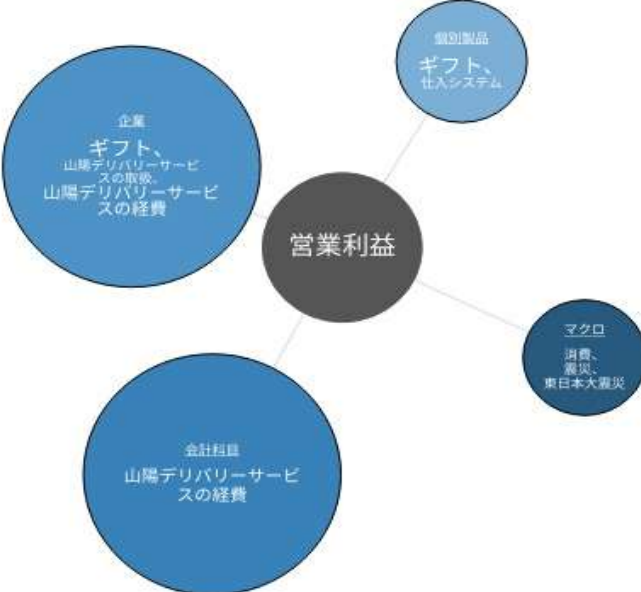 個別製品
ギフト、
仕入システム
企業
ギフト、
山陽デリバリーサービ
スの取扱、
山陽デリバリーサービ
スの経費
営業利益
マクロ
消費、
震災、
東日本大震災
会計科目
山陽デリバリーサービ
スの経費